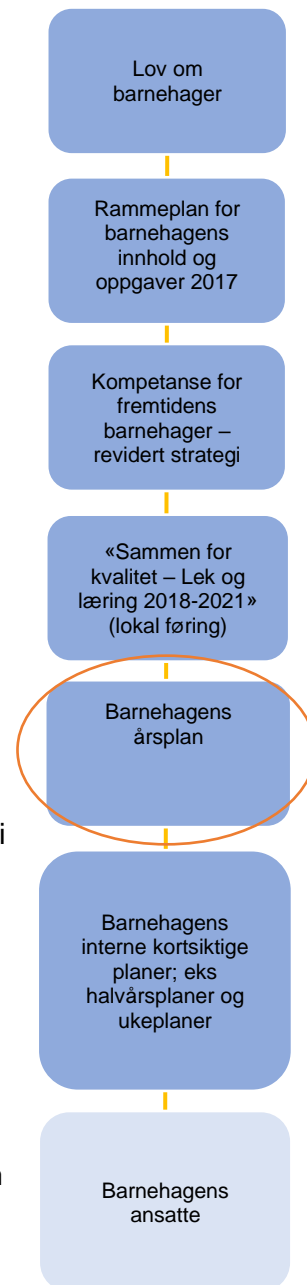 Lov om
barnehager
Rammeplan for
barnehagens
innhold og
oppgaver 2017
Kompetanse for
fremtidens
barnehager –
revidert strategi
«Sammen for
kvalitet – Lek og
læring 2018-2021»
(lokal føring)
Barnehagens
årsplan
i
Barnehagens
interne kortsiktige
planer; eks
halvårsplaner og
ukeplaner
Barnehagens
ansatte